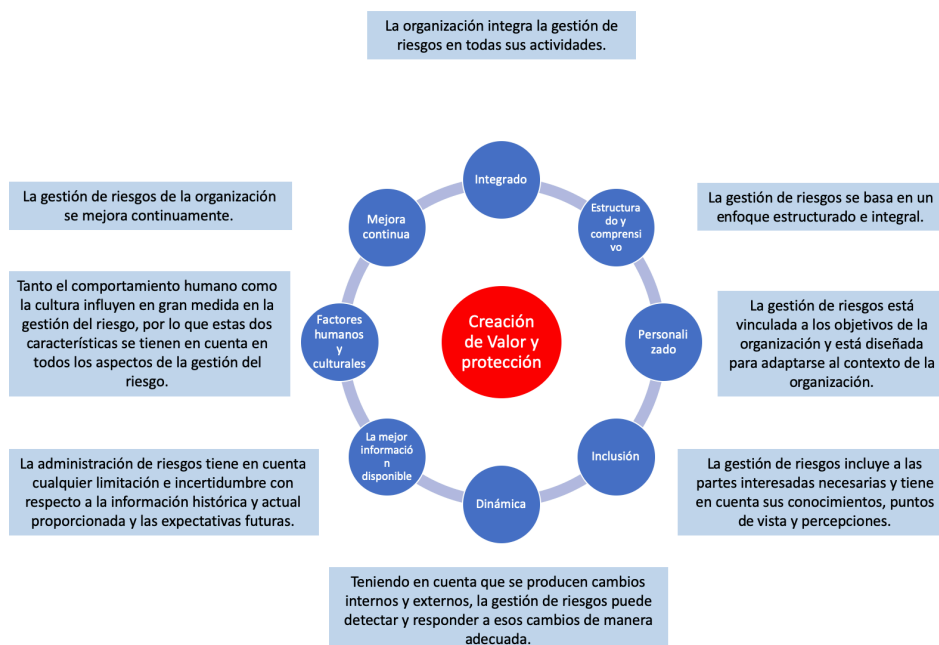 La organización integra la gestión de
riesgos en todas sus actividades.
Integrado
La gestión de riesgos de la organización
se mejora continuamente.
Mejora
continua
Estructura
do y
comprensi
vo
La gestión de riesgos se basa en un
enfoque estructurado e integral.
Tanto el comportamiento humano como
la cultura influyen en gran medida en la
gestión del riesgo, por lo que estas dos
características se tienen en cuenta en
todos los aspectos de la gestión del
riesgo.
Factores
humanos
y
culturales
Creación
de Valor y
protección
Personali
zado
La gestión de riesgos está
vinculada a los objetivos de la
organización y está diseñada
para adaptarse al contexto de la
organización.
La administración de riesgos tiene en cuenta
cualquier limitación e incertidumbre con
respecto a la información histórica y actual
proporcionada y las expectativas futuras.
La mejor
informació
n
disponible
Inclusión
La gestión de riesgos incluye a las
partes interesadas necesarias y tiene
en cuenta sus conocimientos, puntos
de vista y percepciones.
Dinámica
Teniendo en cuenta que se producen cambios
internos y externos, la gestión de riesgos puede
detectar y responder a esos cambios de manera
adecuada.